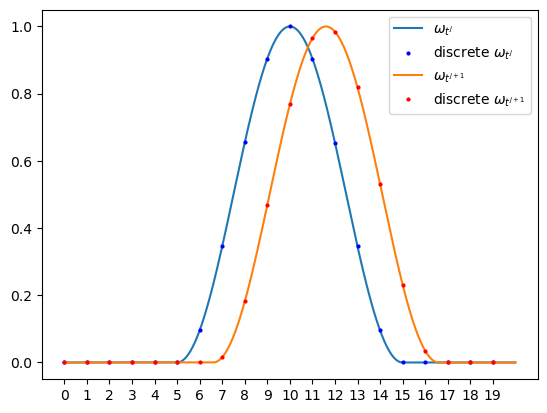 1.0
0.8
0.6
0.4
0.2
0.0
0 1 2 3 4 5 6 7 8 9 10 11 12 13 14 15 16 17 18 19
ω_{t^j}
discrete ω_{t^j}
ω_{t^{j+1}}
discrete ω_{t^{j+1}}